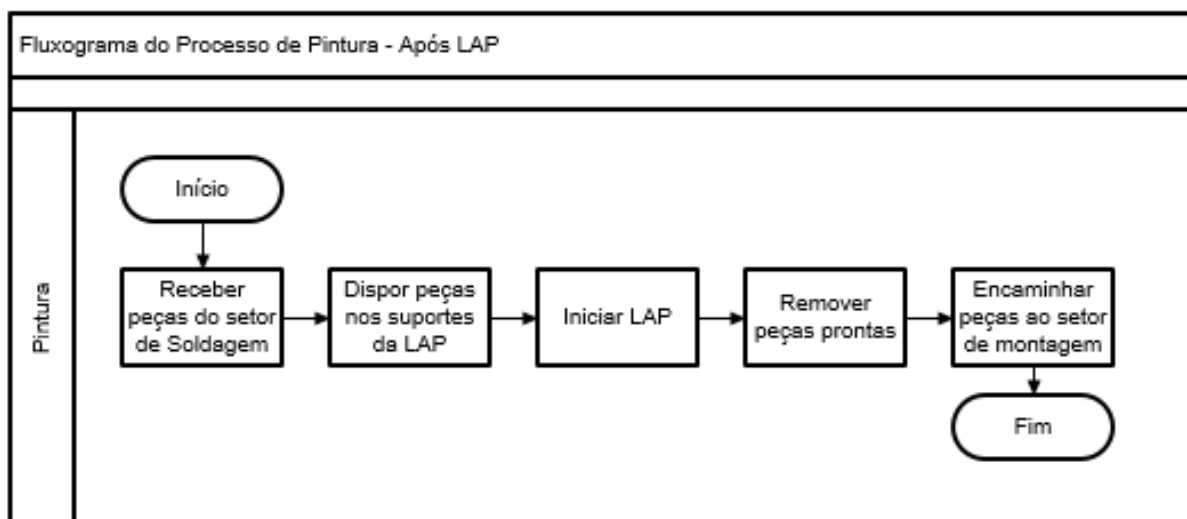 Fluxograma do Processo de Pintura - Após LAP
Pintura
Início
Receber
peças do setor
de Soldagem
Dispor peças
nos suportes
da LAP
Iniciar LAP
Remover
peças prontas
Encaminhar
peças ao setor
de montagem
Fim